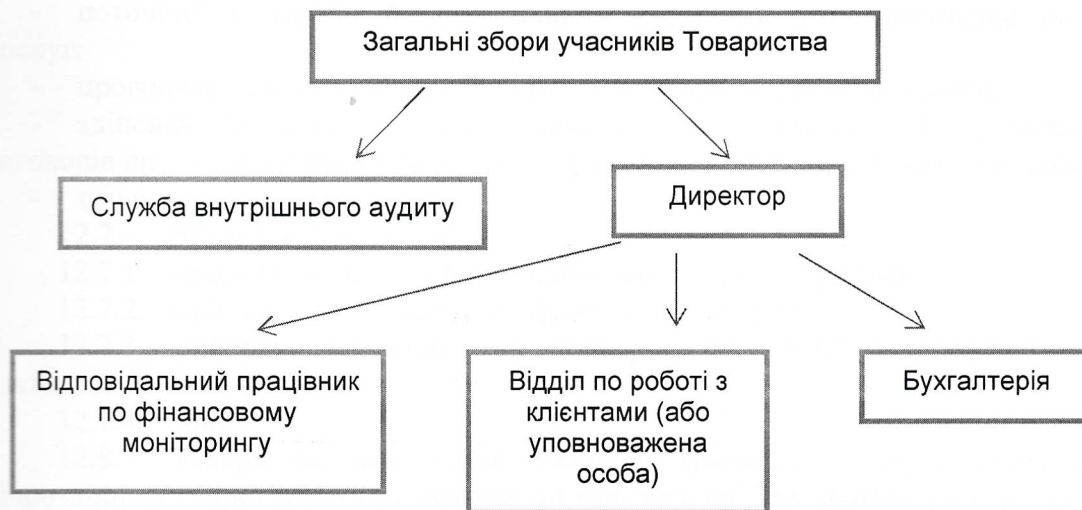 Загальні збори учасників Товариства
Служба внутрішнього аудиту
Директор
Відповідальний працівник
по фінансовому
моніторингу
Відділ по роботі з
клієнтами (або
уповноважена
особа)
Бухгалтерія